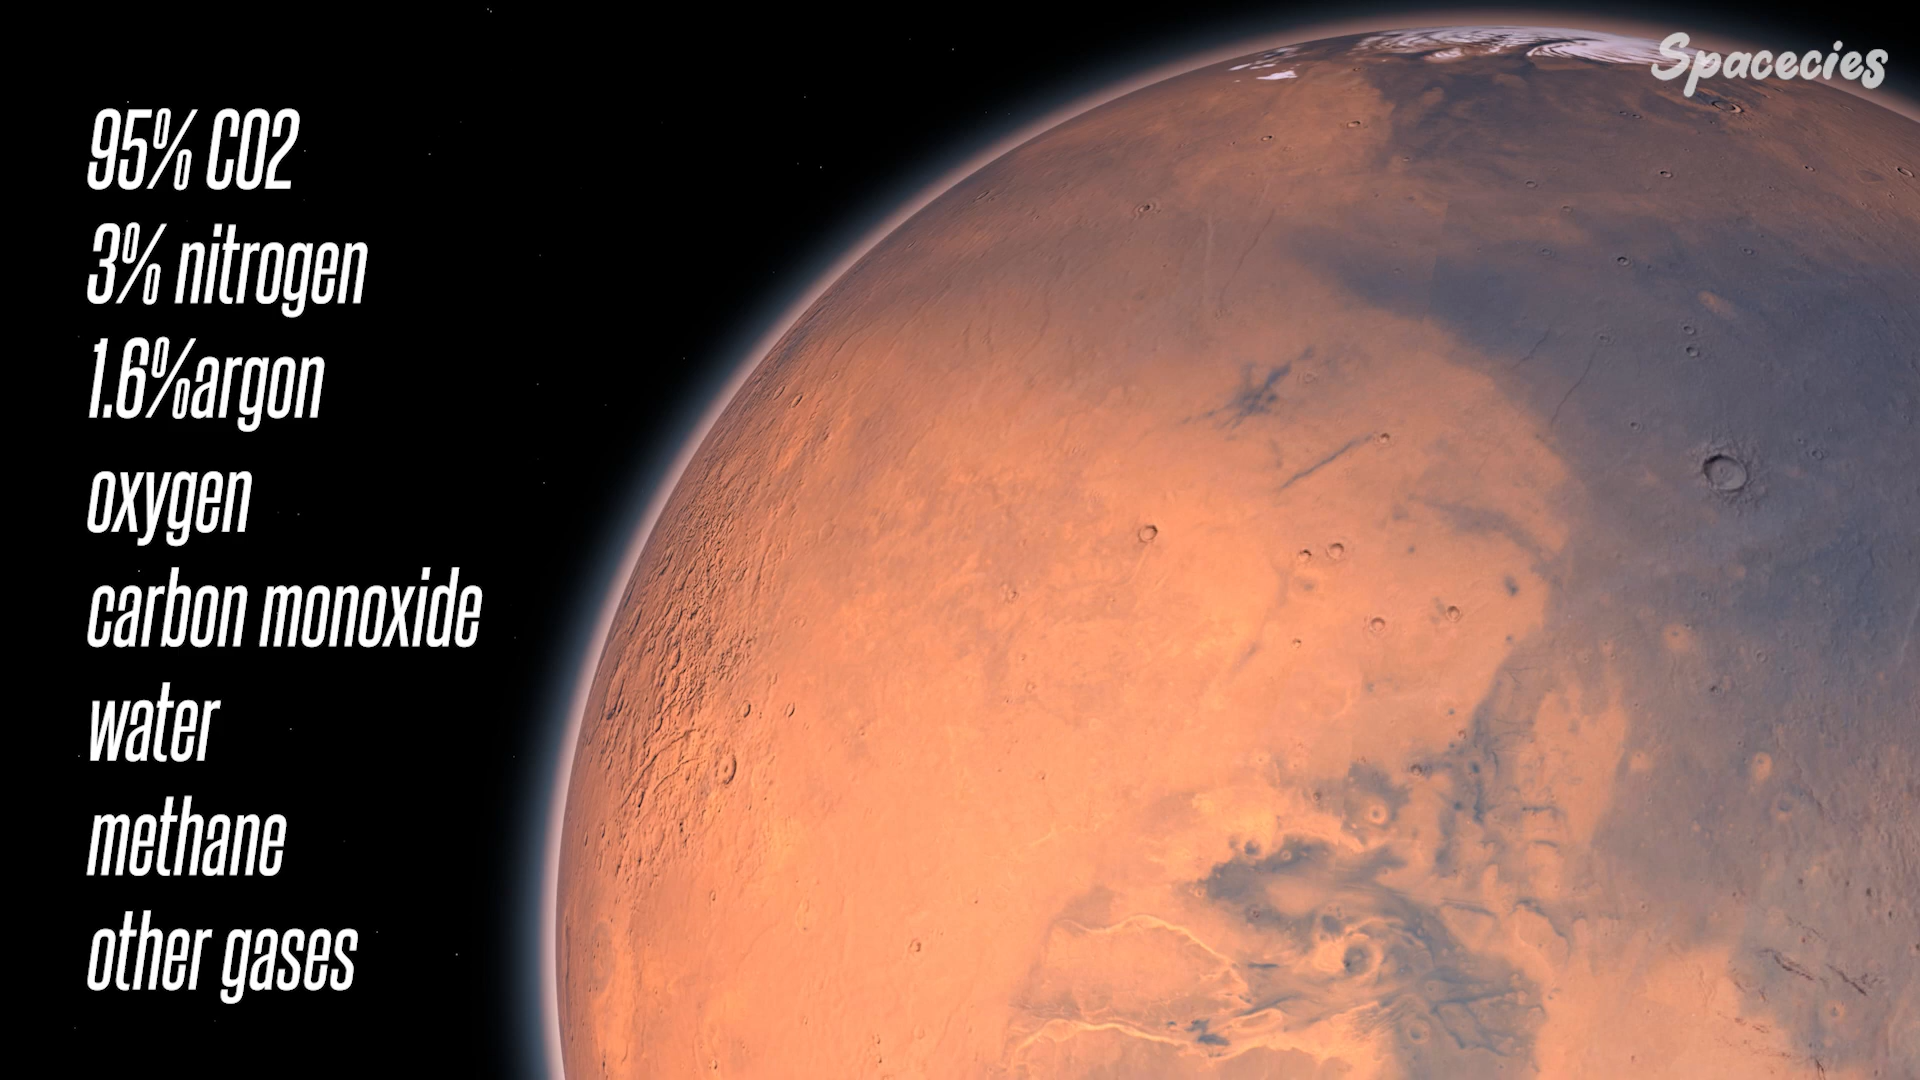 Spacecies
95% CO2
3% nitrogen
1.6%argon
oxygen
carbon monoxide
water
methane
other gases